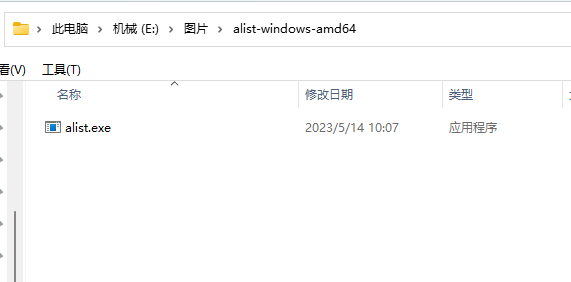 此电脑 > 机械 (E:) > 图片 > alist-windows-amd64
看(V) 工具(T)
名称 修改日期 类型
alist.exe 2023/5/14 10:07 应用程序